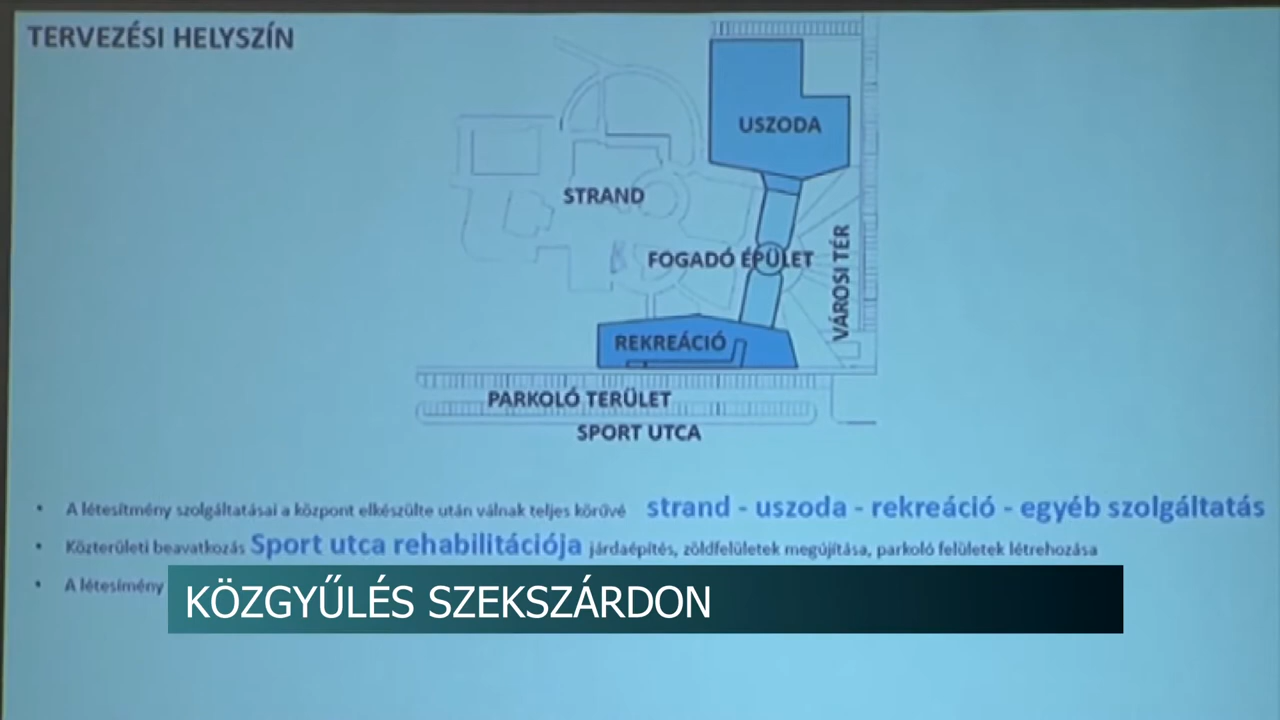 TERVEZÉSI HELYSZÍN
USZODA
STRAND
FOGADÓ ÉPÜLET
VÁROSI TÉR
REKREÁCIÓ
PARKOLÓ TERÜLET
SPORT UTCA
• A létesítmény szolgáltatásai a központ elkészülte után válnak teljes körűvé strand - uszoda - rekreáció - egyéb szolgáltatás
• Közterületi beavatkozás Sport utca rehabilitációja járdaépítés, zöldfelületek megújítása, parkoló felületek létrehozása
• A létesímény
KÖZGYŰLÉS SZEKSZÁRDON